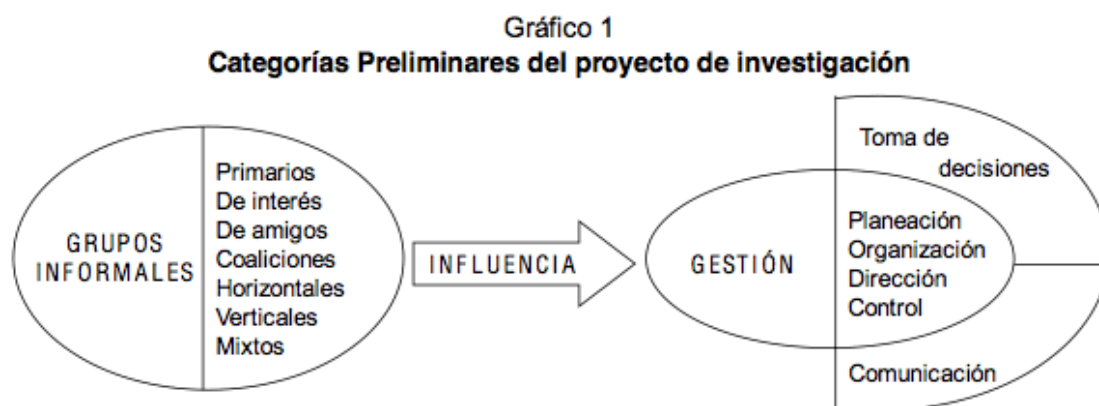 Gráfico 1
Categorías Preliminares del proyecto de investigación
GRUPOS
INFORMALES
Primarios
De interés
De amigos
Coaliciones
Horizontales
Verticales
Mixtos
INFLUENCIA
GESTIÓN
Toma de
decisiones
Planeación
Organización
Dirección
Control
Comunicación